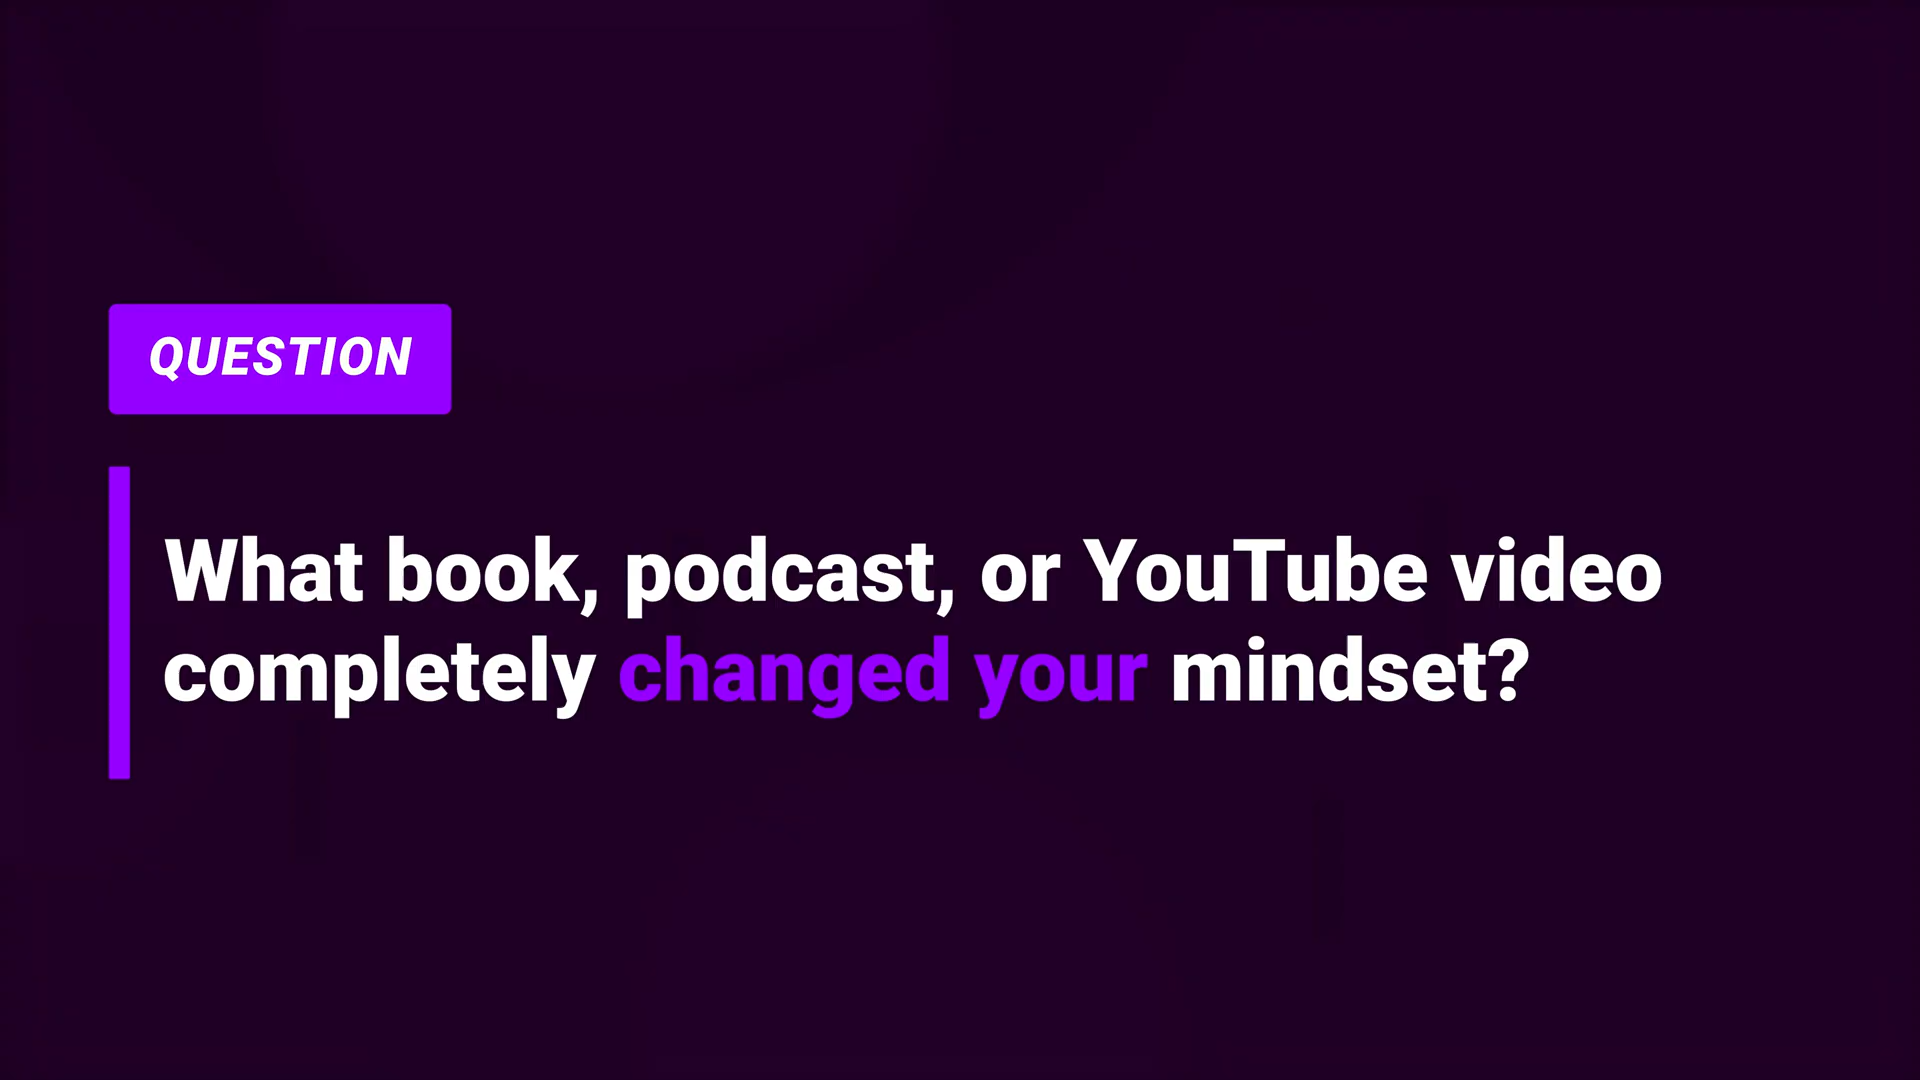 QUESTION
What book, podcast, or YouTube video
completely changed your mindset?